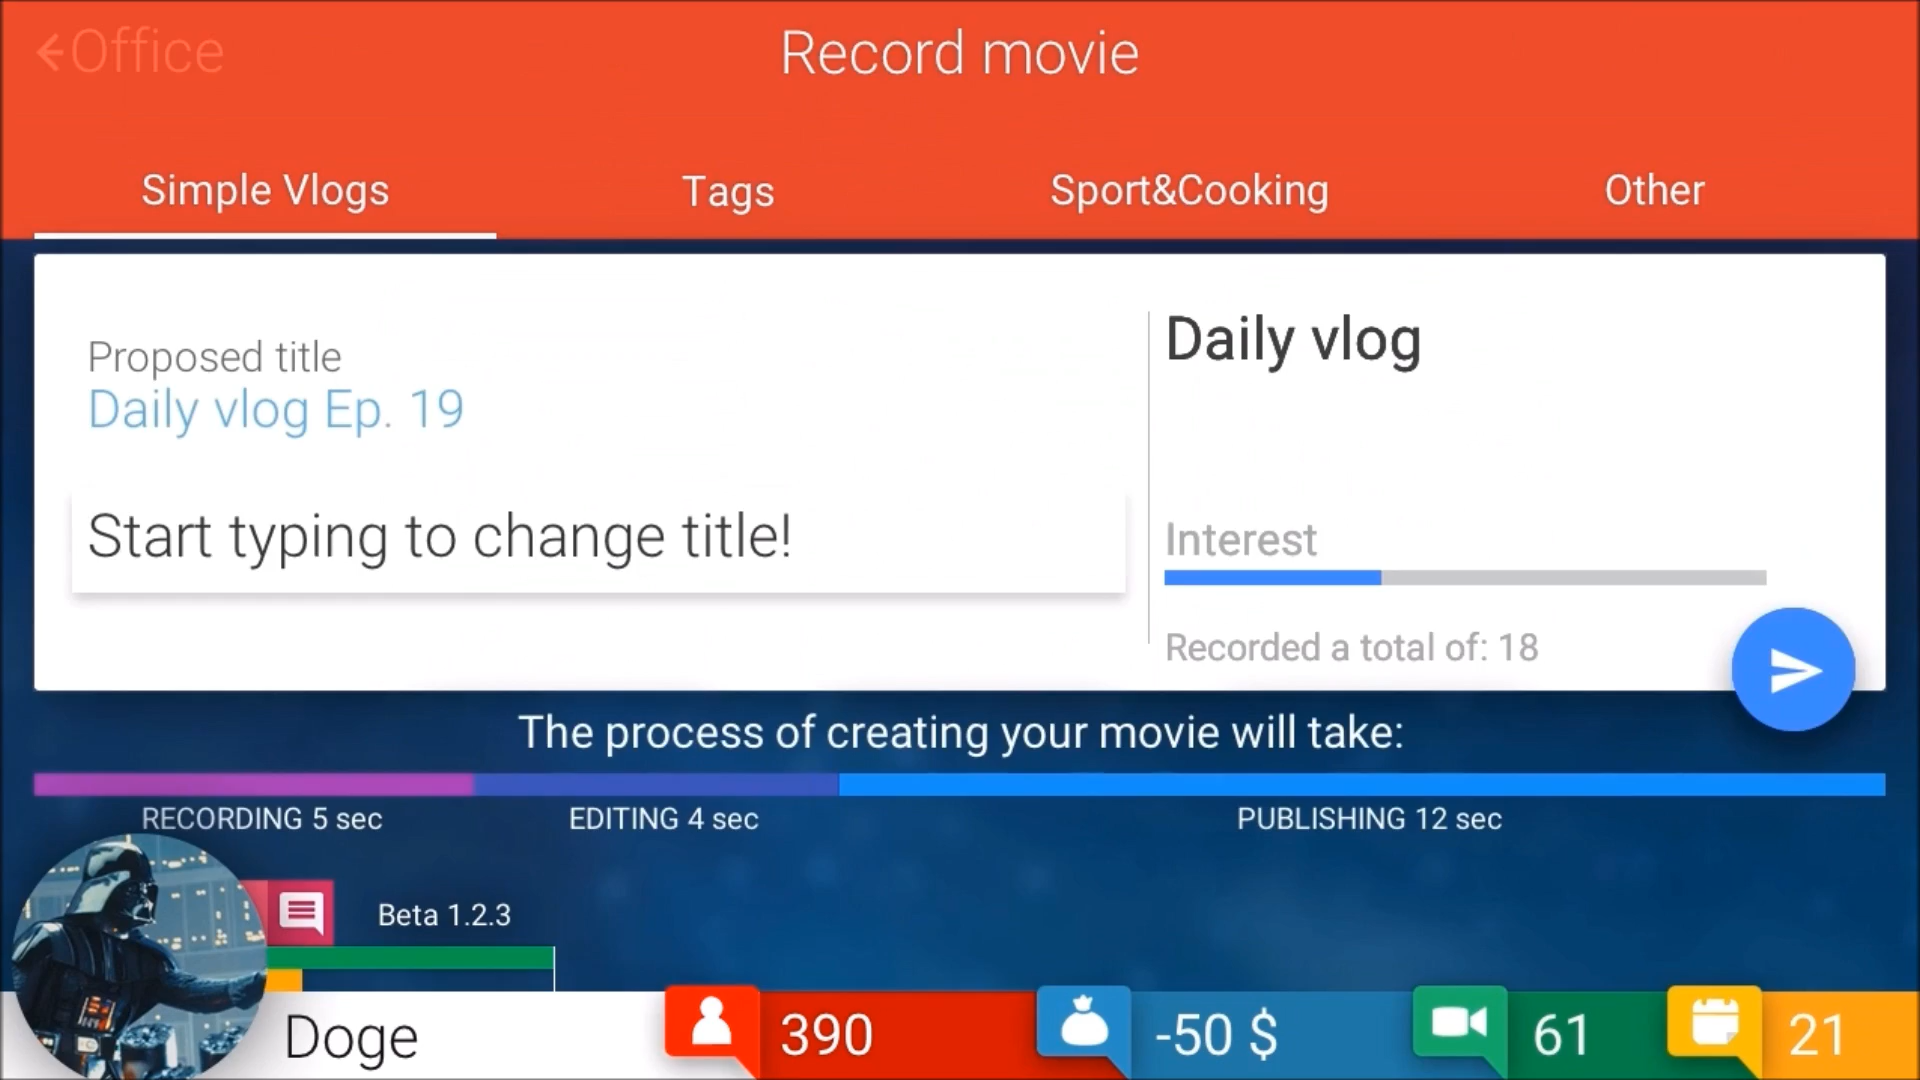 ←Office
Record movie
Simple Vlogs
Tags
Sport&Cooking
Other
Proposed title
Daily vlog Ep. 19
Start typing to change title!
Daily vlog
Interest
Recorded a total of: 18
The process of creating your movie will take:
RECORDING 5 sec
EDITING 4 sec
PUBLISHING 12 sec
Beta 1.2.3
Doge
390
-50 $
61
21